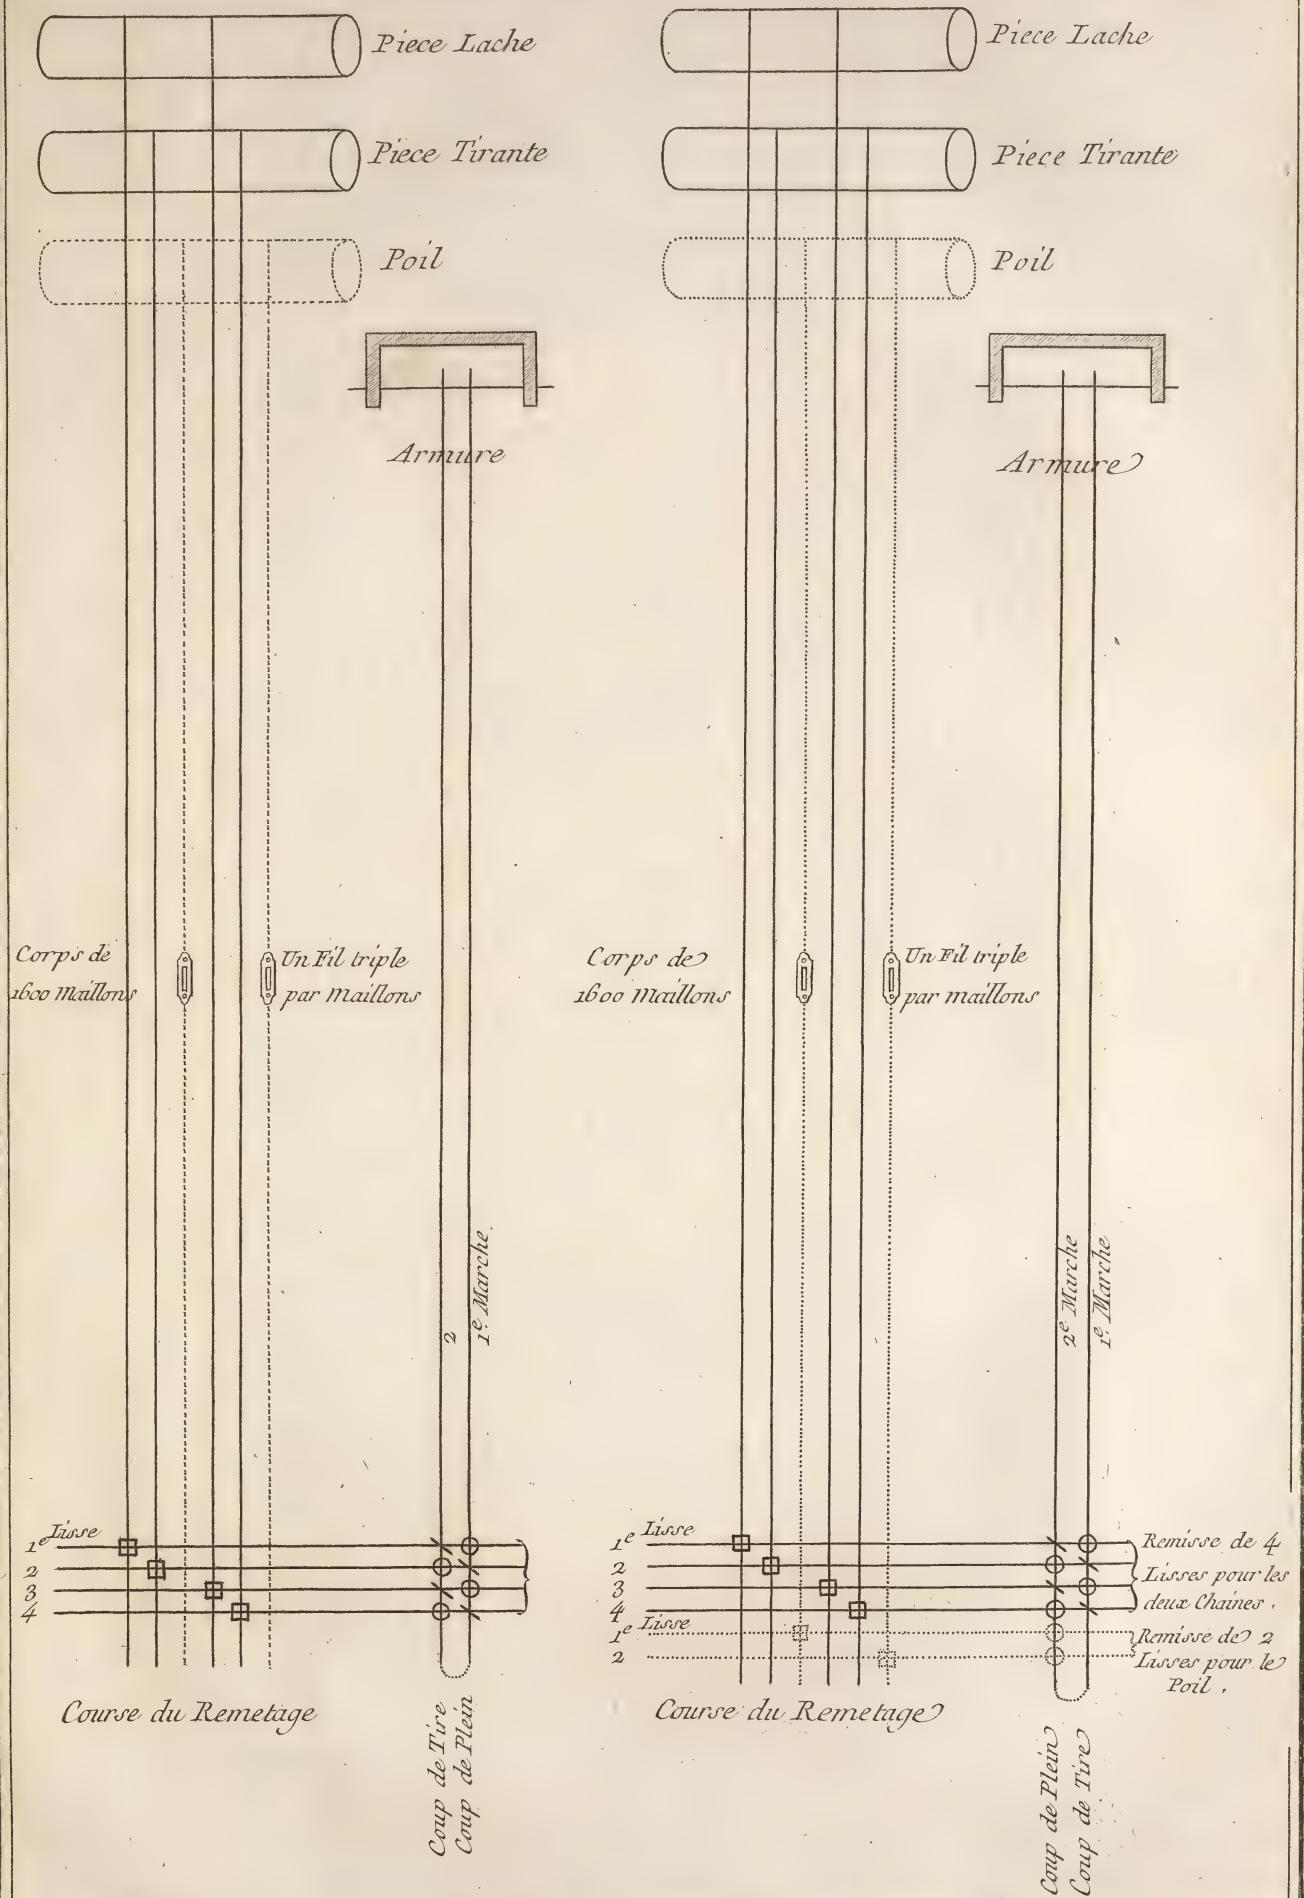 Piece Lache
Piece Tirante
Poil
Armure
Corps de
1600 Maillons
Un Fil triple
par maillons
2
1e. Marche
1e Lisse
2
3
4
Course du Remetage
Coup de Tire
Coup de Plein
Piece Lache
Piece Tirante
Poil
Armure
Corps de
1600 Maillons
Un Fil triple
par maillons
2e Marche
1e. Marche
1e Lisse
2
3
4
1e Lisse
2
Remisse de 4
Lisses pour les
deux Chaines.
Remisse de 2
Lisses pour le
Poil.
Course du Remetage
Coup de Plein
Coup de Tire